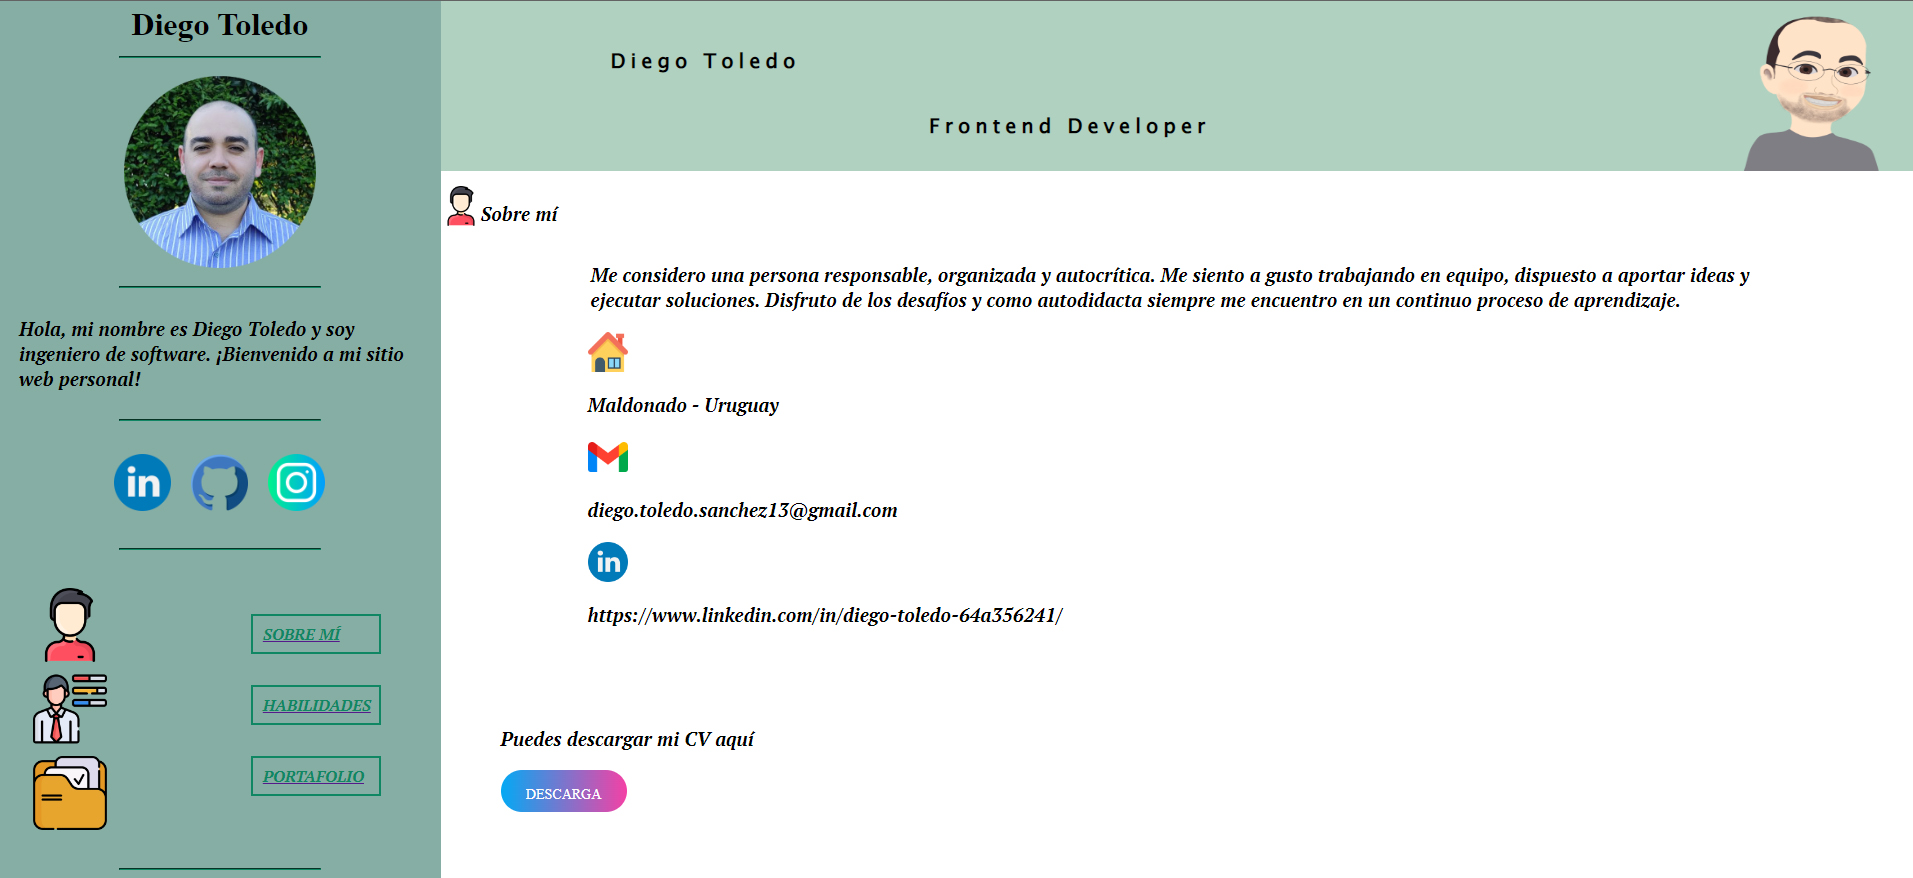 Diego Toledo
Hola, mi nombre es Diego Toledo y soy
ingeniero de software. ¡Bienvenido a mi sitio
web personal!
in
SOBRE MÍ
HABILIDADES
PORTAFOLIO
Diego Toledo
Frontend Developer
Sobre mí
Me considero una persona responsable, organizada y autocrítica. Me siento a gusto trabajando en equipo, dispuesto a aportar ideas y
ejecutar soluciones. Disfruto de los desafíos y como autodidacta siempre me encuentro en un continuo proceso de aprendizaje.
Maldonado - Uruguay
diego.toledo.sanchez13@gmail.com
in
https://www.linkedin.com/in/diego-toledo-64a356241/
Puedes descargar mi CV aquí
DESCARGA